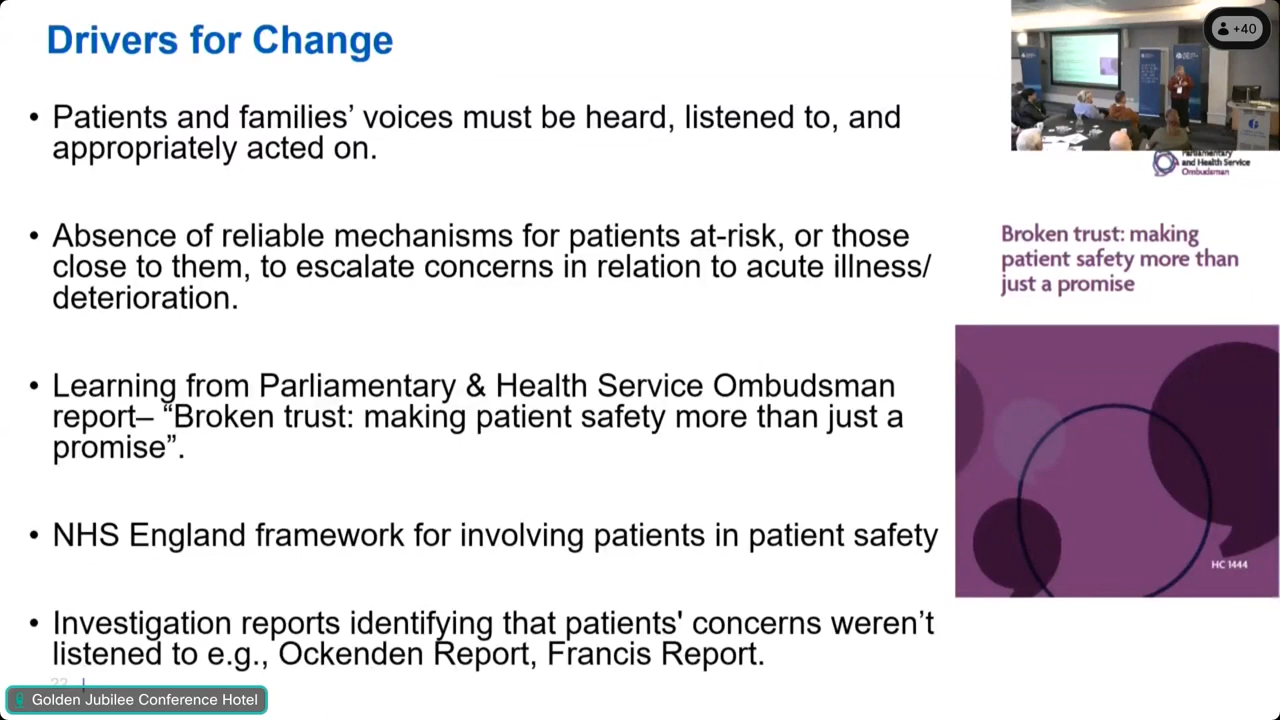 Drivers for Change
+40
• Patients and families’ voices must be heard, listened to, and
appropriately acted on.
Parliamentary
and Health Service
Ombudsman
• Absence of reliable mechanisms for patients at-risk, or those
close to them, to escalate concerns in relation to acute illness/
deterioration.
Broken trust: making
patient safety more than
just a promise
• Learning from Parliamentary & Health Service Ombudsman
report– “Broken trust: making patient safety more than just a
promise”.
• NHS England framework for involving patients in patient safety
HC 1444
• Investigation reports identifying that patients' concerns weren’t
listened to e.g., Ockenden Report, Francis Report.
Golden Jubilee Conference Hotel